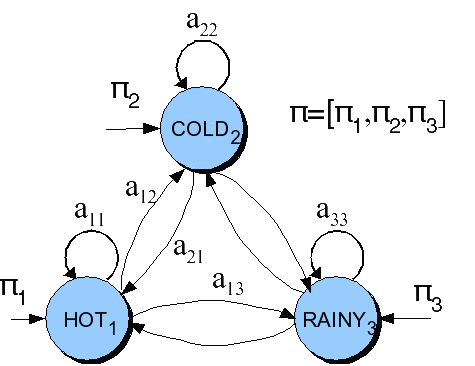 a₂₂
π₂
COLD₂
π=[π₁,π₂,π₃]
a₁₂
a₁₁
a₂₁
a₃₃
a₁₃
π₁
HOT₁
RAINY₃
π₃